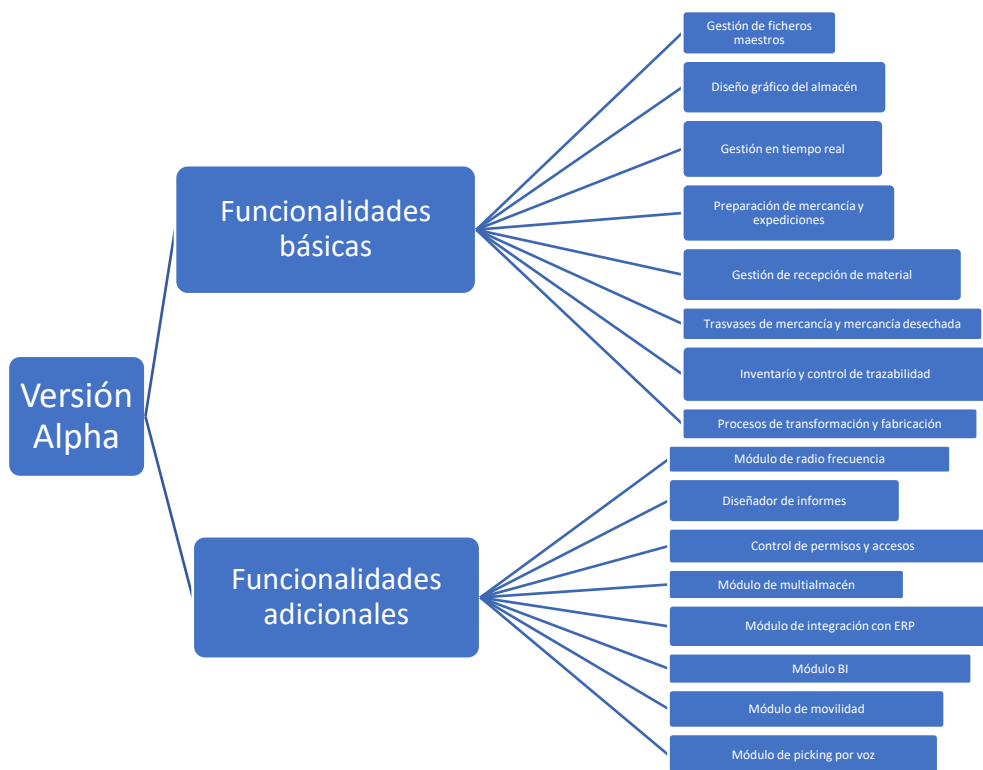 Versión
Alpha
Funcionalidades
básicas
Gestión de ficheros
maestros
Diseño gráfico del almacén
Gestión en tiempo real
Preparación de mercancía y
expediciones
Gestión de recepción de material
Trasvases de mercancía y mercancía desechada
Inventarío y control de trazabilidad
Procesos de transformación y fabricación
Funcionalidades
adicionales
Módulo de radio frecuencia
Diseñador de informes
Control de permisos y accesos
Módulo de multialmacén
Módulo de integración con ERP
Módulo BI
Módulo de movilidad
Módulo de picking por voz